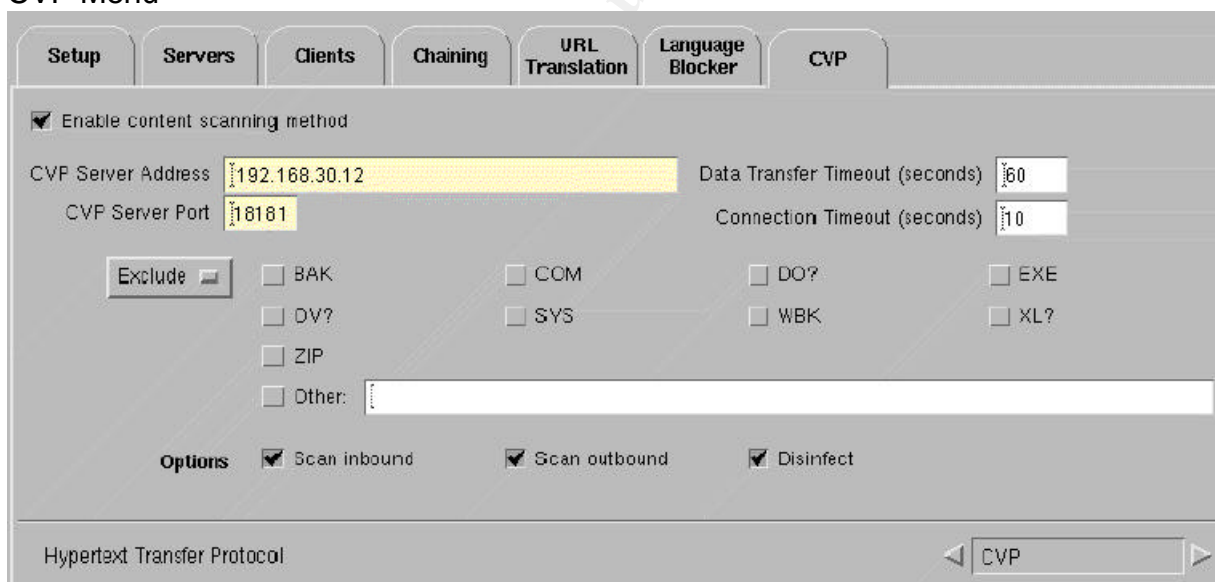 CVP Menu
Setup Servers Clients Chaining URL Translation Language Blocker CVP
Enable content scanning method
CVP Server Address 192.168.30.12 Data Transfer Timeout (seconds) 60
CVP Server Port 18181 Connection Timeout (seconds) 10
Exclude BAK COM DO? EXE
OV? SYS WBK XL?
ZIP
Other:
Options Scan inbound Scan outbound Disinfect
Hypertext Transfer Protocol CVP